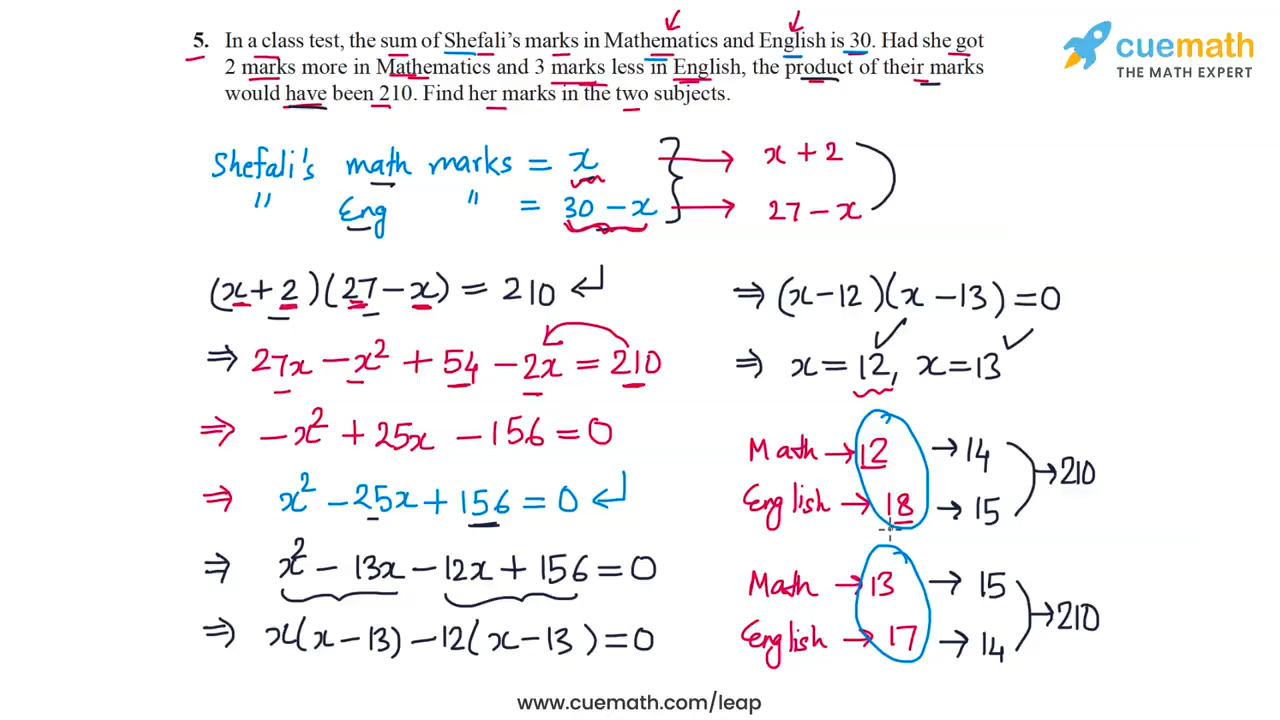 5. In a class test, the sum of Shefali's marks in Mathematics and English is 30. Had she got
2 marks more in Mathematics and 3 marks less in English, the product of their marks
would have been 210. Find her marks in the two subjects.
cuemath
THE MATH EXPERT
Shefali's math marks = x → x + 2
" Eng " = 30 - x → 27 - x
(x + 2)(27 - x) = 210 ↵
⇒ 27x - x² + 54 - 2x = 210
⇒ -x² + 25x - 156 = 0
⇒ x² - 25x + 156 = 0 ↵
⇒ x² - 13x - 12x + 156 = 0
⇒ x(x - 13) - 12(x - 13) = 0
⇒ (x - 12)(x - 13) = 0
⇒ x = 12, x = 13
Math → 12 → 14
English → 18 → 15
→ 210
Math → 13 → 15
English → 17 → 14
→ 210
www.cuemath.com/leap